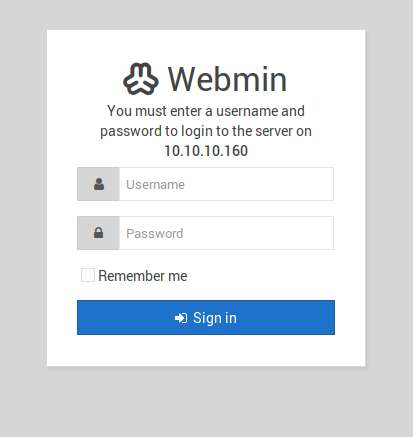 Webmin
You must enter a username and
password to login to the server on
10.10.10.160
Username
Password
Remember me
Sign in